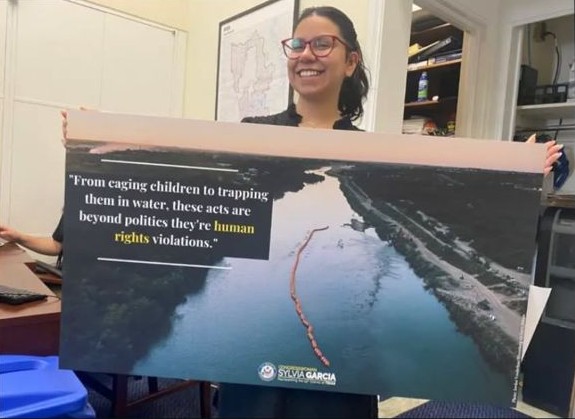 "From caging children to trapping
them in water, these acts are
beyond politics they're human
rights violations."
CONGRESSWOMAN
SYLVIA GARCIA